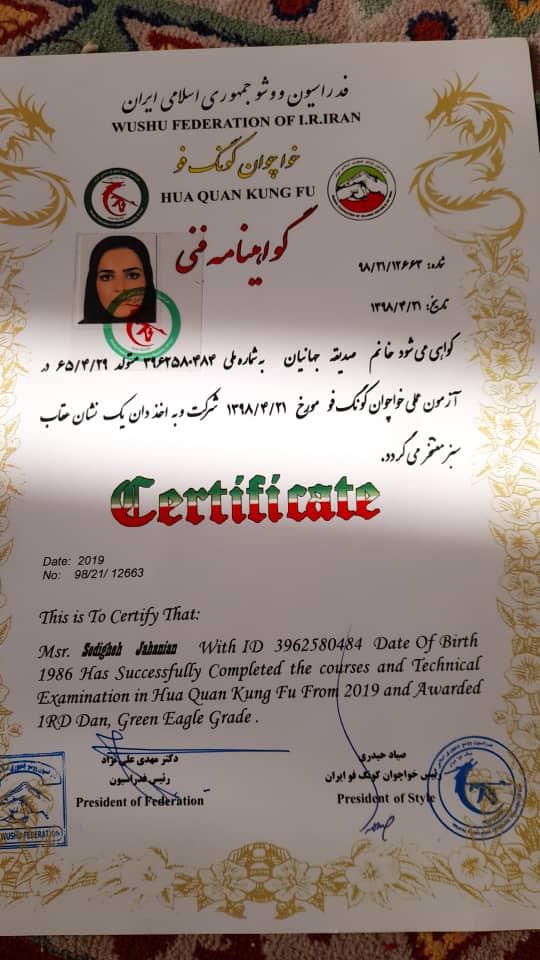 فدراسیون ووشو جمهوری اسلامی ایران
WUSHU FEDERATION OF I.R.IRAN
خواچوان کونگ فو
HUA QUAN KUNG FU
گواهینامه فنی
شماره: ۹۸/۲۱/۱۲۶۶۳
تاریخ: ۱۳۹۸/۴/۲۱
گواهی می شود خانم صدیقه جهانیان به شماره ملی ۳۹۶۲۵۸۰۴۸۴ متولد ۶۵/۴/۲۹ در
آزمون عملی خواچوان کونگ فو مورخ ۱۳۹۸/۴/۲۱ شرکت و به اخذ دان یک نشان عقاب
سبز مفتخر می گردد.
Certificate
Date: 2019
No: 98/21/ 12663
This is To Certify That:
Msr. Sedigheh Jahanian With ID 3962580484 Date Of Birth
1986 Has Successfully Completed the courses and Technical
Examination in Hua Quan Kung Fu From 2019 and Awarded
1RD Dan, Green Eagle Grade .
دکتر مهدی علی نژاد
رئیس فدراسیون
President of Federation
صیاد حیدری
رئیس خواچوان کونگ فو ایران
President of Style
WUSHU FEDERATION